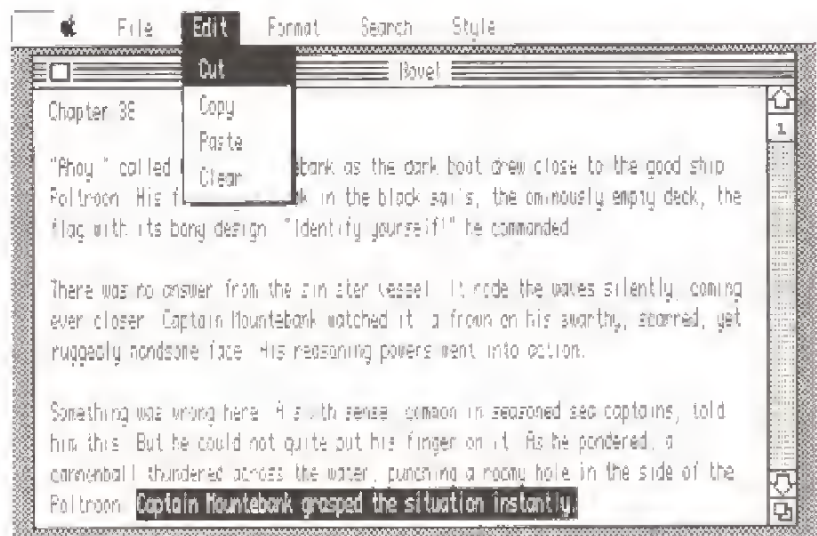 File Edit Format Search Style
Novel
Cut
Copy
Paste
Clear
Chapter 38
1
"Ahoy " called tebank as the dark boat drew close to the good ship
Poltroon His in the black sails, the ominously empty deck, the
flag with its bony design "Identify yourself!" he commanded
There was no answer from the sinister vessel It rode the waves silently, coming
ever closer Captain Mountebank watched it a frown on his swarthy, scarred, yet
ruggedly handsome face His reasoning powers went into action.
Something was wrong here A sixth sense common in seasoned sea captains, told
him this But he could not quite put his finger on it As he pondered, a
cannonball thundered across the water, punching a roomy hole in the side of the
Poltroon Captain Mountebank grasped the situation instantly.